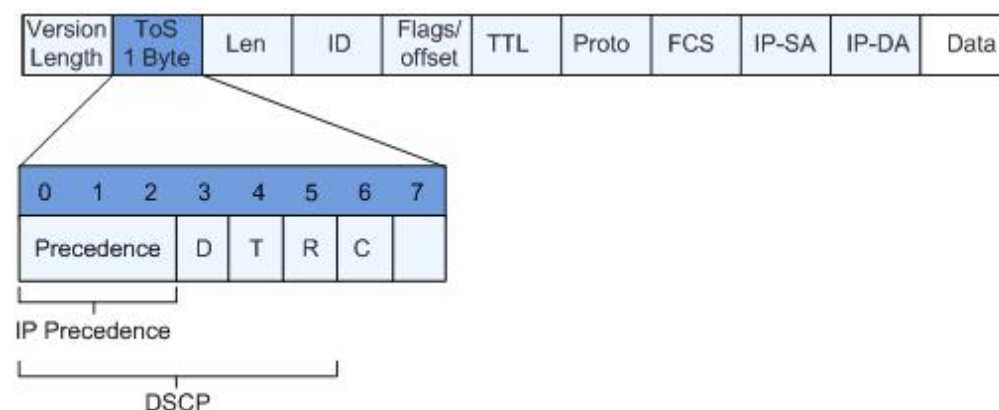 Version Length ToS 1 Byte Len ID Flags/ offset TTL Proto FCS IP-SA IP-DA Data
0 1 2 3 4 5 6 7
Precedence D T R C
IP Precedence
DSCP